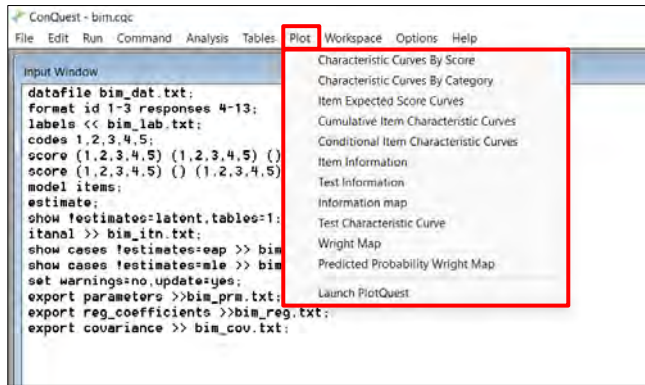 ConQuest - bim.cqc
File Edit Run Command Analysis Tables Plot Workspace Options Help
Input Window
datafile bim_dat.txt;
format id 1-3 responses 4-13;
labels << bim_lab.txt;
codes 1,2,3,4,5;
score (1,2,3,4,5) (1,2,3,4,5) ()
score (1,2,3,4,5) () (1,2,3,4,5)
model items;
estimate;
show !estimates=latent,tables=1:
itanal >> bim_itn.txt;
show cases !estimates=eap >> bim
show cases !estimates=mle >> bim
set warnings=no,update=yes;
export parameters >>bim_prm.txt;
export reg_coefficients >>bim_reg.txt;
export covariance >> bim_cov.txt;
Characteristic Curves By Score
Characteristic Curves By Category
Item Expected Score Curves
Cumulative Item Characteristic Curves
Conditional Item Characteristic Curves
Item Information
Test Information
Information map
Test Characteristic Curve
Wright Map
Predicted Probability Wright Map
Launch PlotQuest